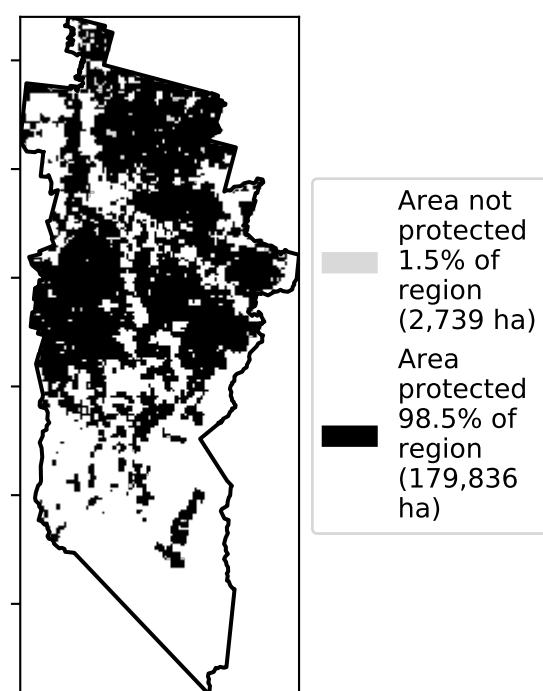 Area not
protected
1.5% of
region
(2,739 ha)
Area
protected
98.5% of
region
(179,836
ha)